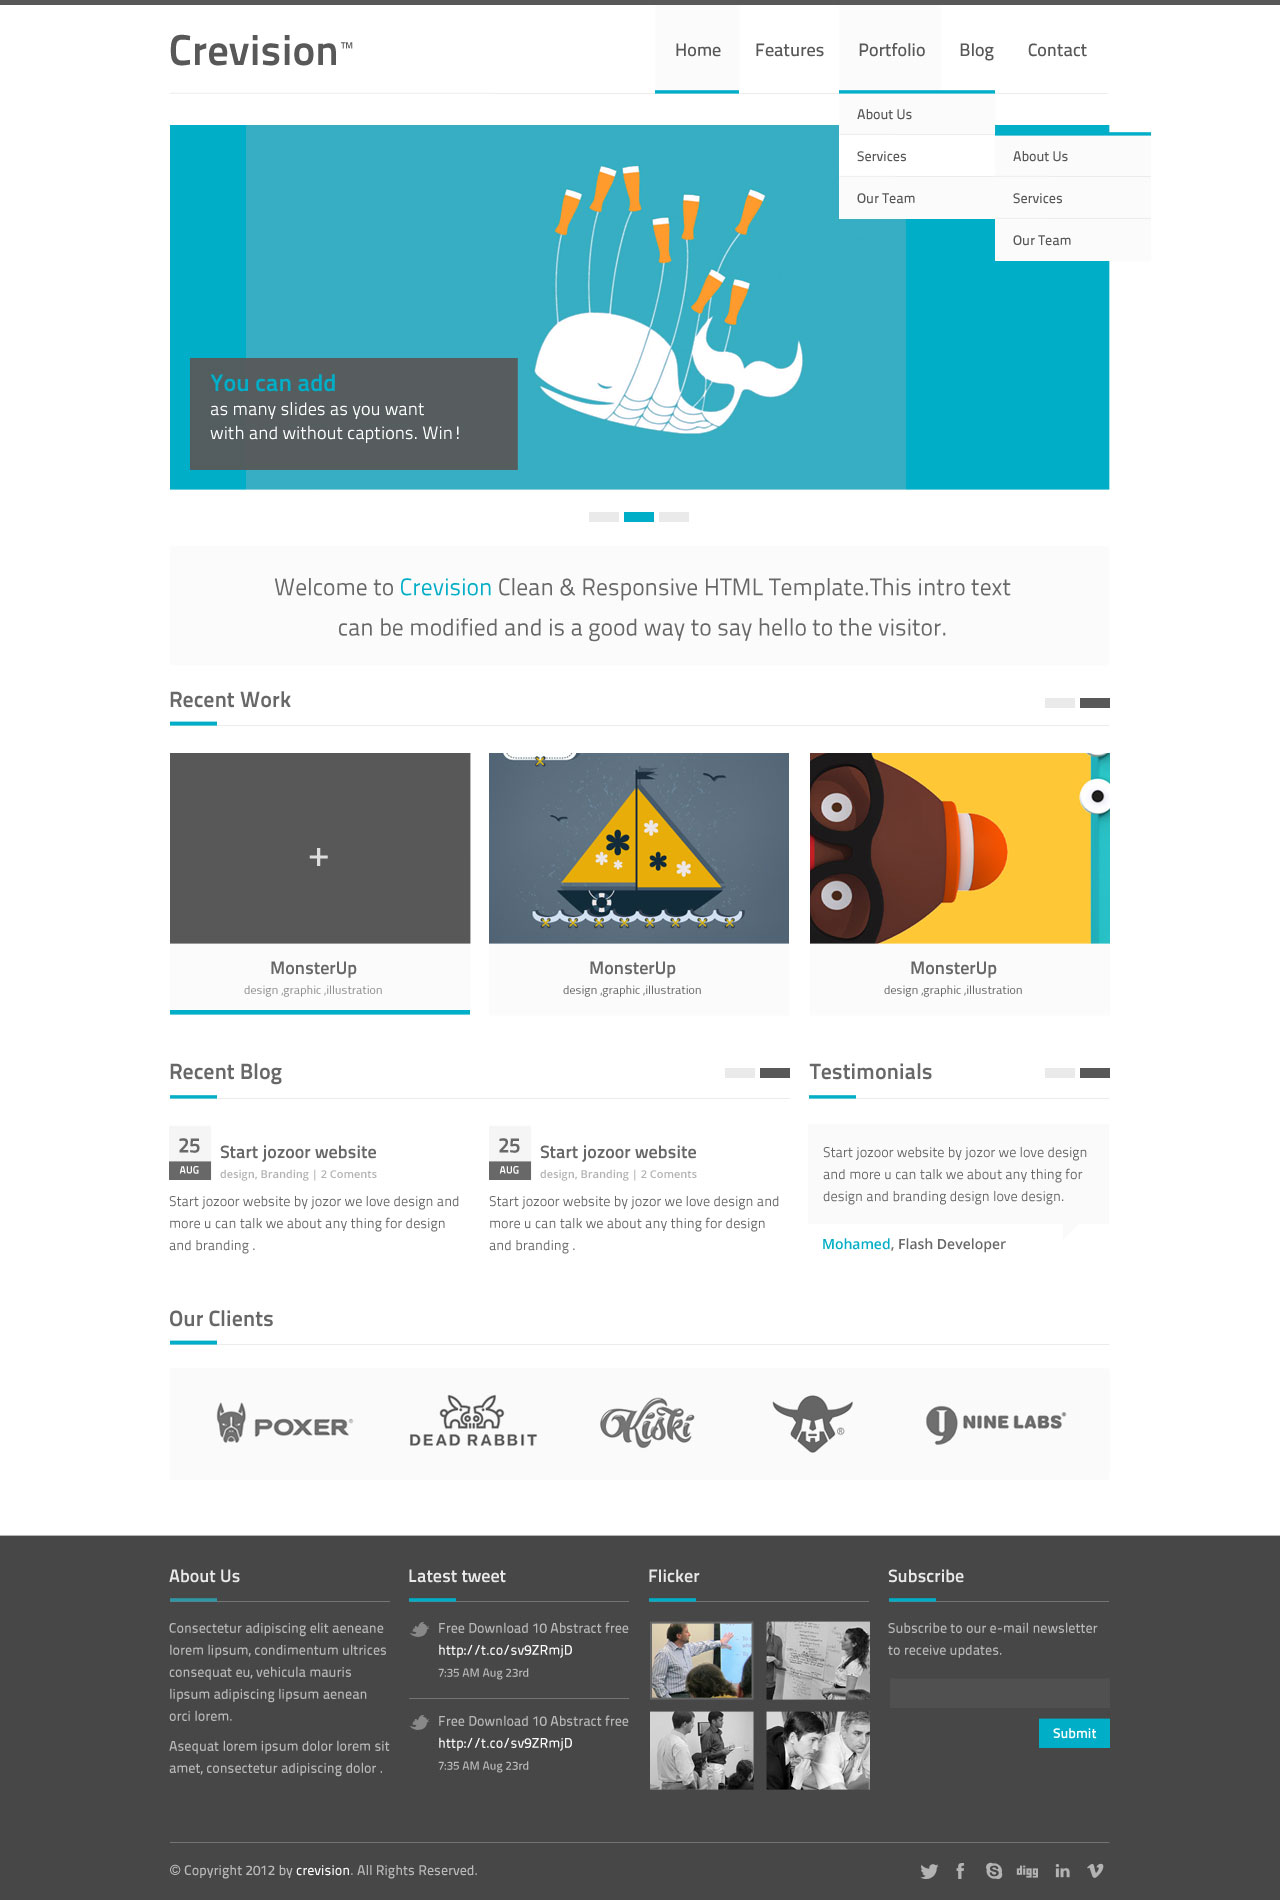 Crevision™
Home
Features
Portfolio
Blog
Contact
About Us
Services
Our Team
About Us
Services
Our Team
You can add
as many slides as you want
with and without captions. Win!
Welcome to Crevision Clean & Responsive HTML Template.This intro text
can be modified and is a good way to say hello to the visitor.
Recent Work
+
MonsterUp
design ,graphic ,illustration
MonsterUp
design ,graphic ,illustration
MonsterUp
design ,graphic ,illustration
Recent Blog
25
AUG
Start jozoor website
design, Branding | 2 Coments
Start jozoor website by jozor we love design and
more u can talk we about any thing for design
and branding .
25
AUG
Start jozoor website
design, Branding | 2 Coments
Start jozoor website by jozor we love design and
more u can talk we about any thing for design
and branding .
Testimonials
Start jozoor website by jozor we love design
and more u can talk we about any thing for
design and branding design love design.
Mohamed, Flash Developer
Our Clients
POXER®
DEAD RABBIT
Kiski
®
NINE LABS
About Us
Consectetur adipiscing elit aeneane
lorem lipsum, condimentum ultrices
consequat eu, vehicula mauris
lipsum adipiscing lipsum aenean
orci lorem.
Asequat lorem ipsum dolor lorem sit
amet, consectetur adipiscing dolor .
Latest tweet
Free Download 10 Abstract free
http://t.co/sv9ZRmjD
7:35 AM Aug 23rd
Free Download 10 Abstract free
http://t.co/sv9ZRmjD
7:35 AM Aug 23rd
Flicker
Subscribe
Subscribe to our e-mail newsletter
to receive updates.
Submit
© Copyright 2012 by crevision. All Rights Reserved.
digg
in